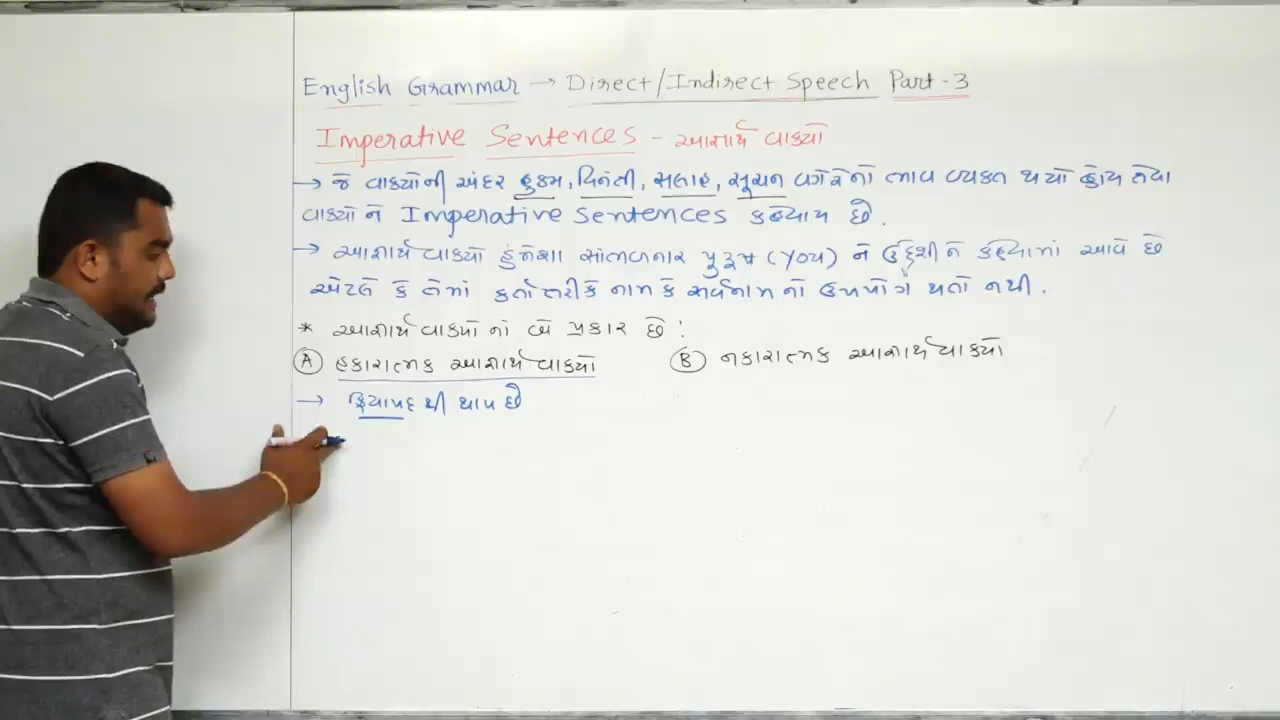 English Grammar → Direct/Indirect Speech Part-3
Imperative Sentences - આજ્ઞાર્થ વાક્યો
→ જે વાક્યોની અંદર હુકમ, વિનંતી, સલાહ, સૂચન વગેરેનો ભાવ વ્યક્ત થયો હોય તેવા
વાક્યો ને Imperative Sentences કહેવાય છે.
→ આજ્ઞાર્થ વાક્યો હંમેશા સાંભળનાર પુરૂષ (You) ને ઉદ્દેશી ને કહેવામાં આવે છે
એટલે કે તેમાં કર્તા તરીકે નામ કે સર્વનામ નો ઉપયોગ થતો નથી.
* આજ્ઞાર્થ વાક્યો નાં બે પ્રકાર છે:
(A) હકારાત્મક આજ્ઞાર્થ વાક્યો (B) નકારાત્મક આજ્ઞાર્થ વાક્યો
→ ક્રિયાપદ થી થાય છે